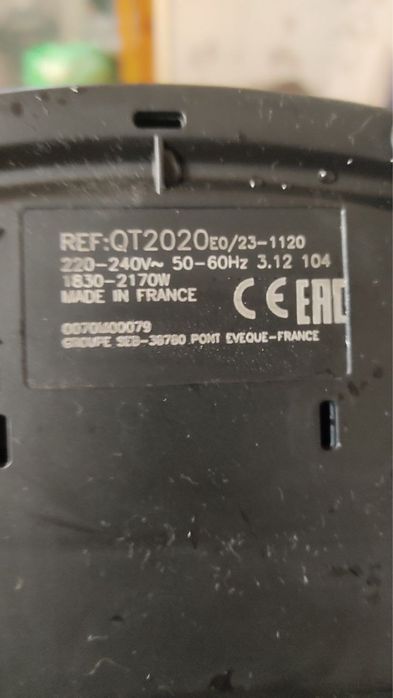 REF:QT2020E0/23-1120
220-240V~ 50-60Hz 3.12 104
1830-2170W
MADE IN FRANCE
CE EAC
0070M00079
GROUPE SEB-38780 PONT EVEQUE-FRANCE